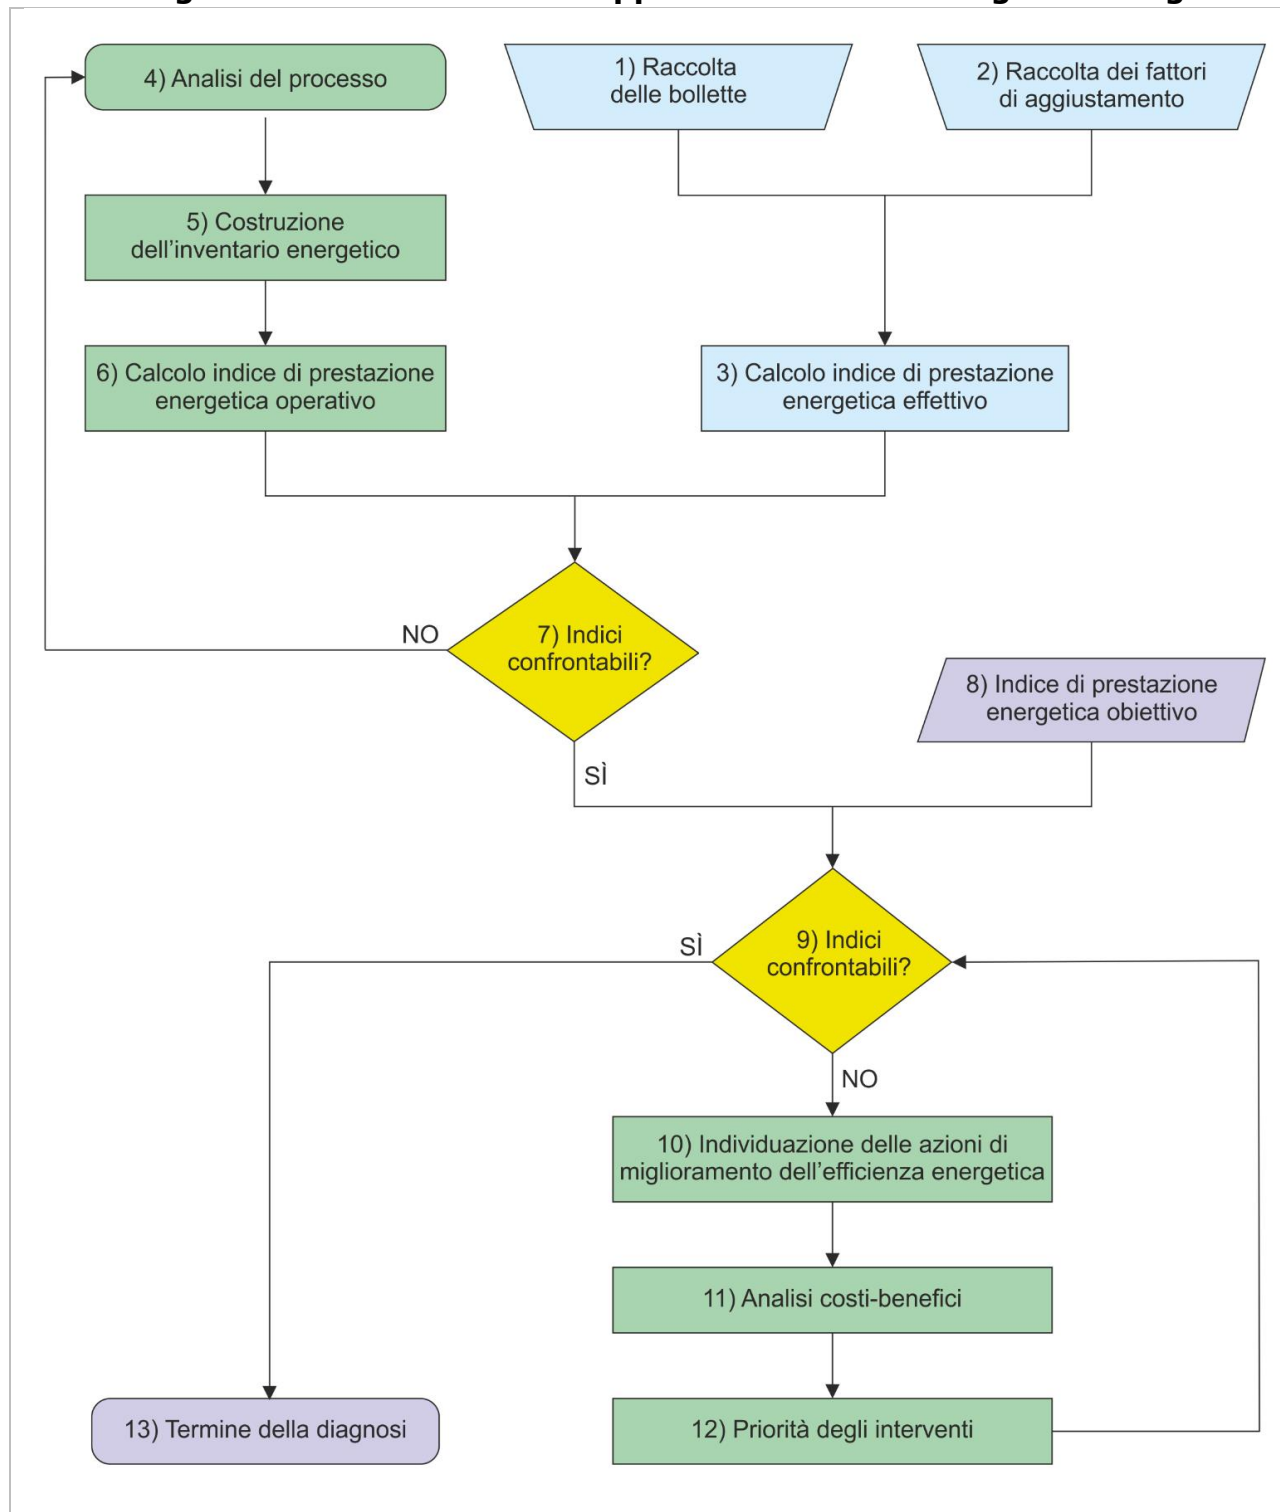 4) Analisi del processo
1) Raccolta
delle bollette
2) Raccolta dei fattori
di aggiustamento
5) Costruzione
dell'inventario energetico
6) Calcolo indice di prestazione
energetica operativo
3) Calcolo indice di prestazione
energetica effettivo
NO
7) Indici
confrontabili?
8) Indice di prestazione
energetica obiettivo
SÌ
SÌ
9) Indici
confrontabili?
NO
10) Individuazione delle azioni di
miglioramento dell'efficienza energetica
11) Analisi costi-benefici
13) Termine della diagnosi
12) Priorità degli interventi